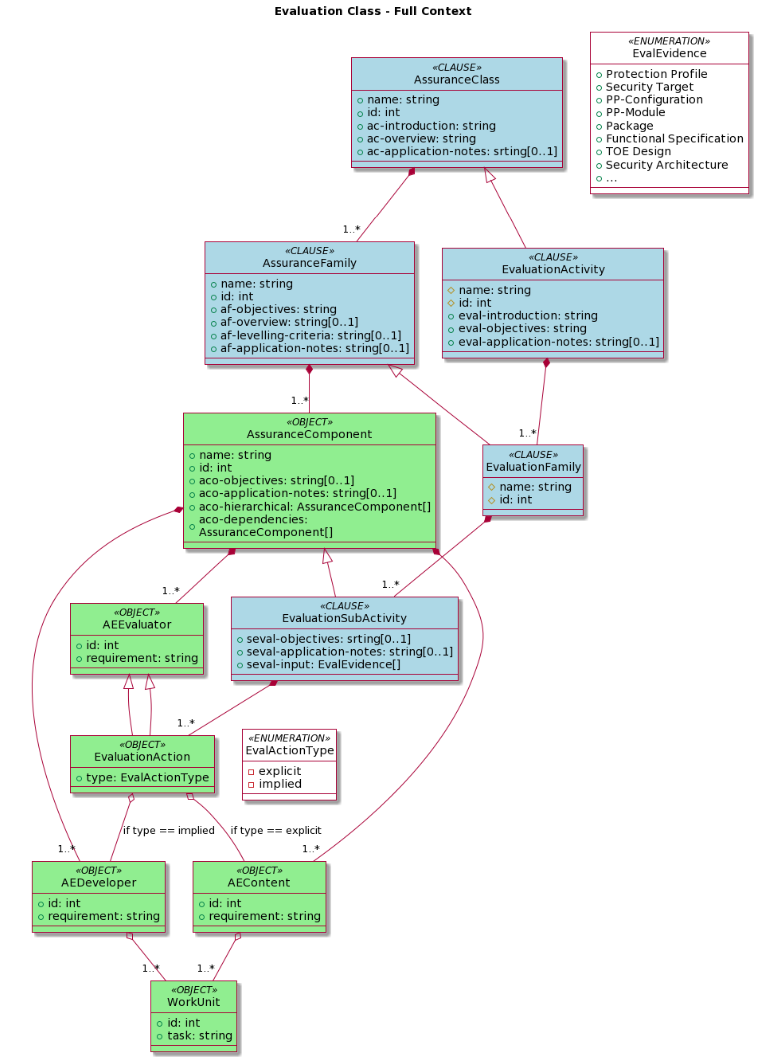 Evaluation Class - Full Context
«ENUMERATION»
EvalEvidence
Protection Profile
Security Target
PP-Configuration
PP-Module
Package
Functional Specification
TOE Design
Security Architecture
...
«CLAUSE»
AssuranceClass
name: string
id: int
ac-introduction: string
ac-overview: string
ac-application-notes: srting[0..1]
1..*
«CLAUSE»
AssuranceFamily
name: string
id: int
af-objectives: string
af-overview: string[0..1]
af-levelling-criteria: string[0..1]
af-application-notes: string[0..1]
«CLAUSE»
EvaluationActivity
name: string
id: int
eval-introduction: string
eval-objectives: string
eval-application-notes: string[0..1]
1..*
1..*
«OBJECT»
AssuranceComponent
name: string
id: int
aco-objectives: string[0..1]
aco-application-notes: string[0..1]
aco-hierarchical: AssuranceComponent[]
aco-dependencies:
AssuranceComponent[]
«CLAUSE»
EvaluationFamily
name: string
id: int
1..*
1..*
«OBJECT»
AEEvaluator
id: int
requirement: string
«CLAUSE»
EvaluationSubActivity
seval-objectives: srting[0..1]
seval-application-notes: string[0..1]
seval-input: EvalEvidence[]
1..*
«OBJECT»
EvaluationAction
type: EvalActionType
«ENUMERATION»
EvalActionType
explicit
implied
if type == implied
if type == explicit
1..*
1..*
«OBJECT»
AEDeveloper
id: int
requirement: string
«OBJECT»
AEContent
id: int
requirement: string
1..*
1..*
«OBJECT»
WorkUnit
id: int
task: string